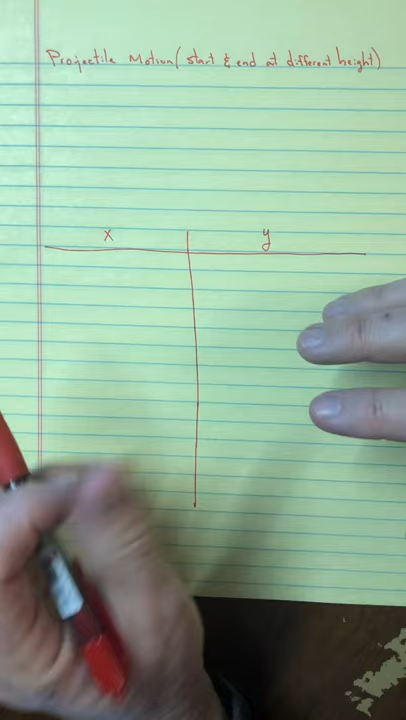 Projectile Motion (start & end at different height)
x y